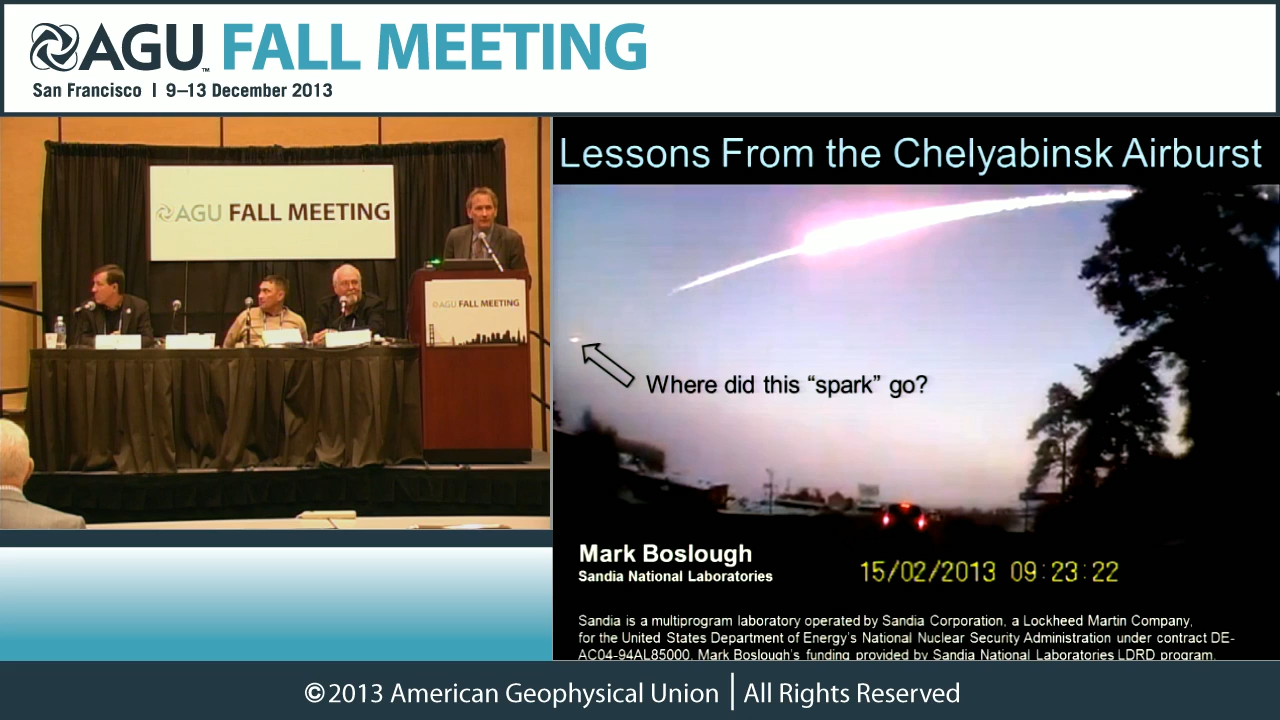 AGU™ FALL MEETING
San Francisco | 9–13 December 2013
AGU FALL MEETING
AGU FALL MEETING
Lessons From the Chelyabinsk Airburst
Where did this “spark” go?
Mark Boslough
Sandia National Laboratories
15/02/2013 09:23:22
Sandia is a multiprogram laboratory operated by Sandia Corporation, a Lockheed Martin Company,
for the United States Department of Energy’s National Nuclear Security Administration under contract DE-
AC04-94AL85000. Mark Boslough’s funding provided by Sandia National Laboratories LDRD program.
©2013 American Geophysical Union | All Rights Reserved